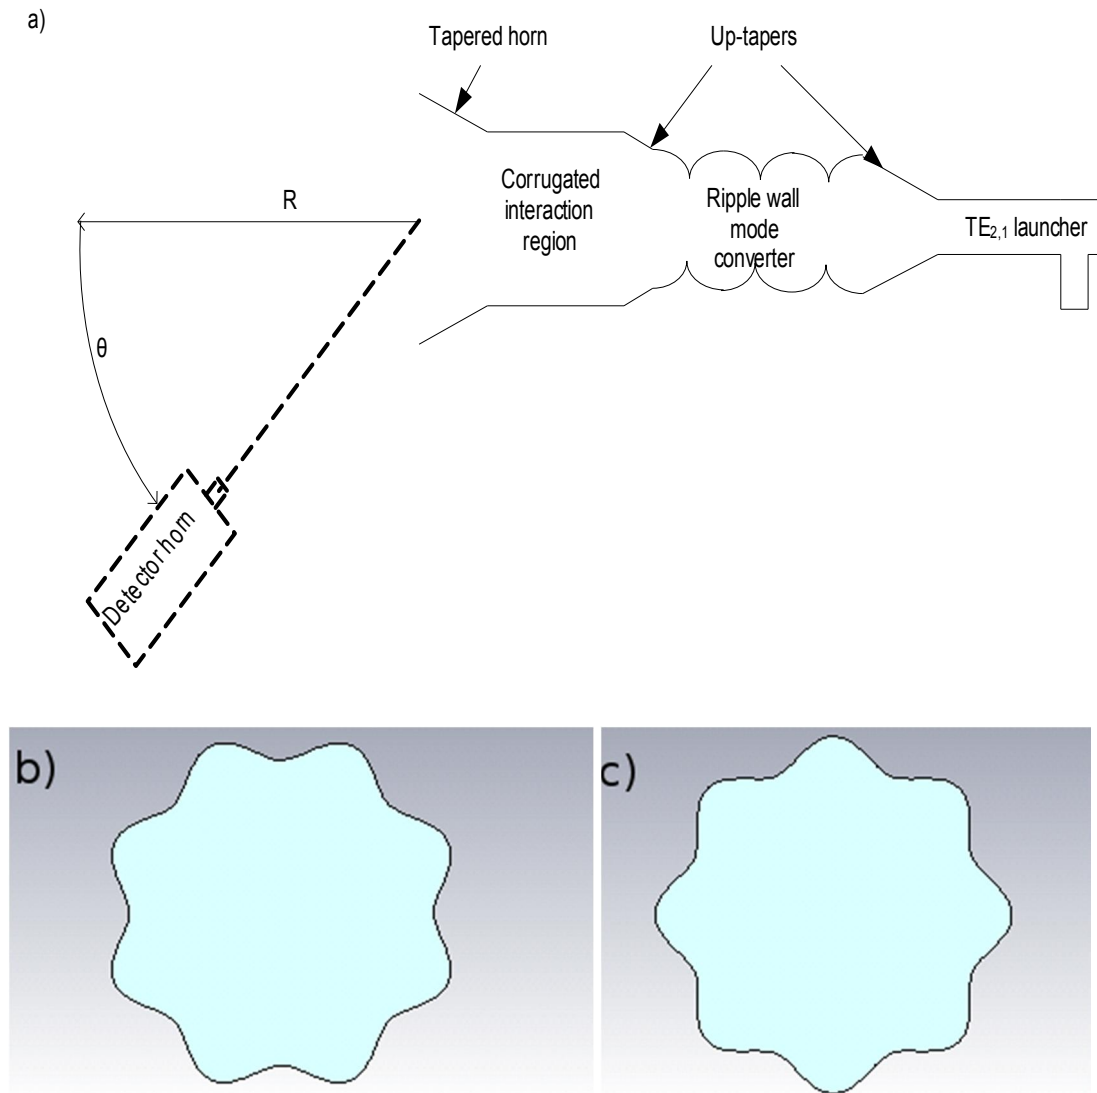 a)
Tapered horn
Up-tapers
Corrugated
interaction
region
Ripple wall
mode
converter
TE2,1 launcher
R
θ
Detector horn
b)
c)